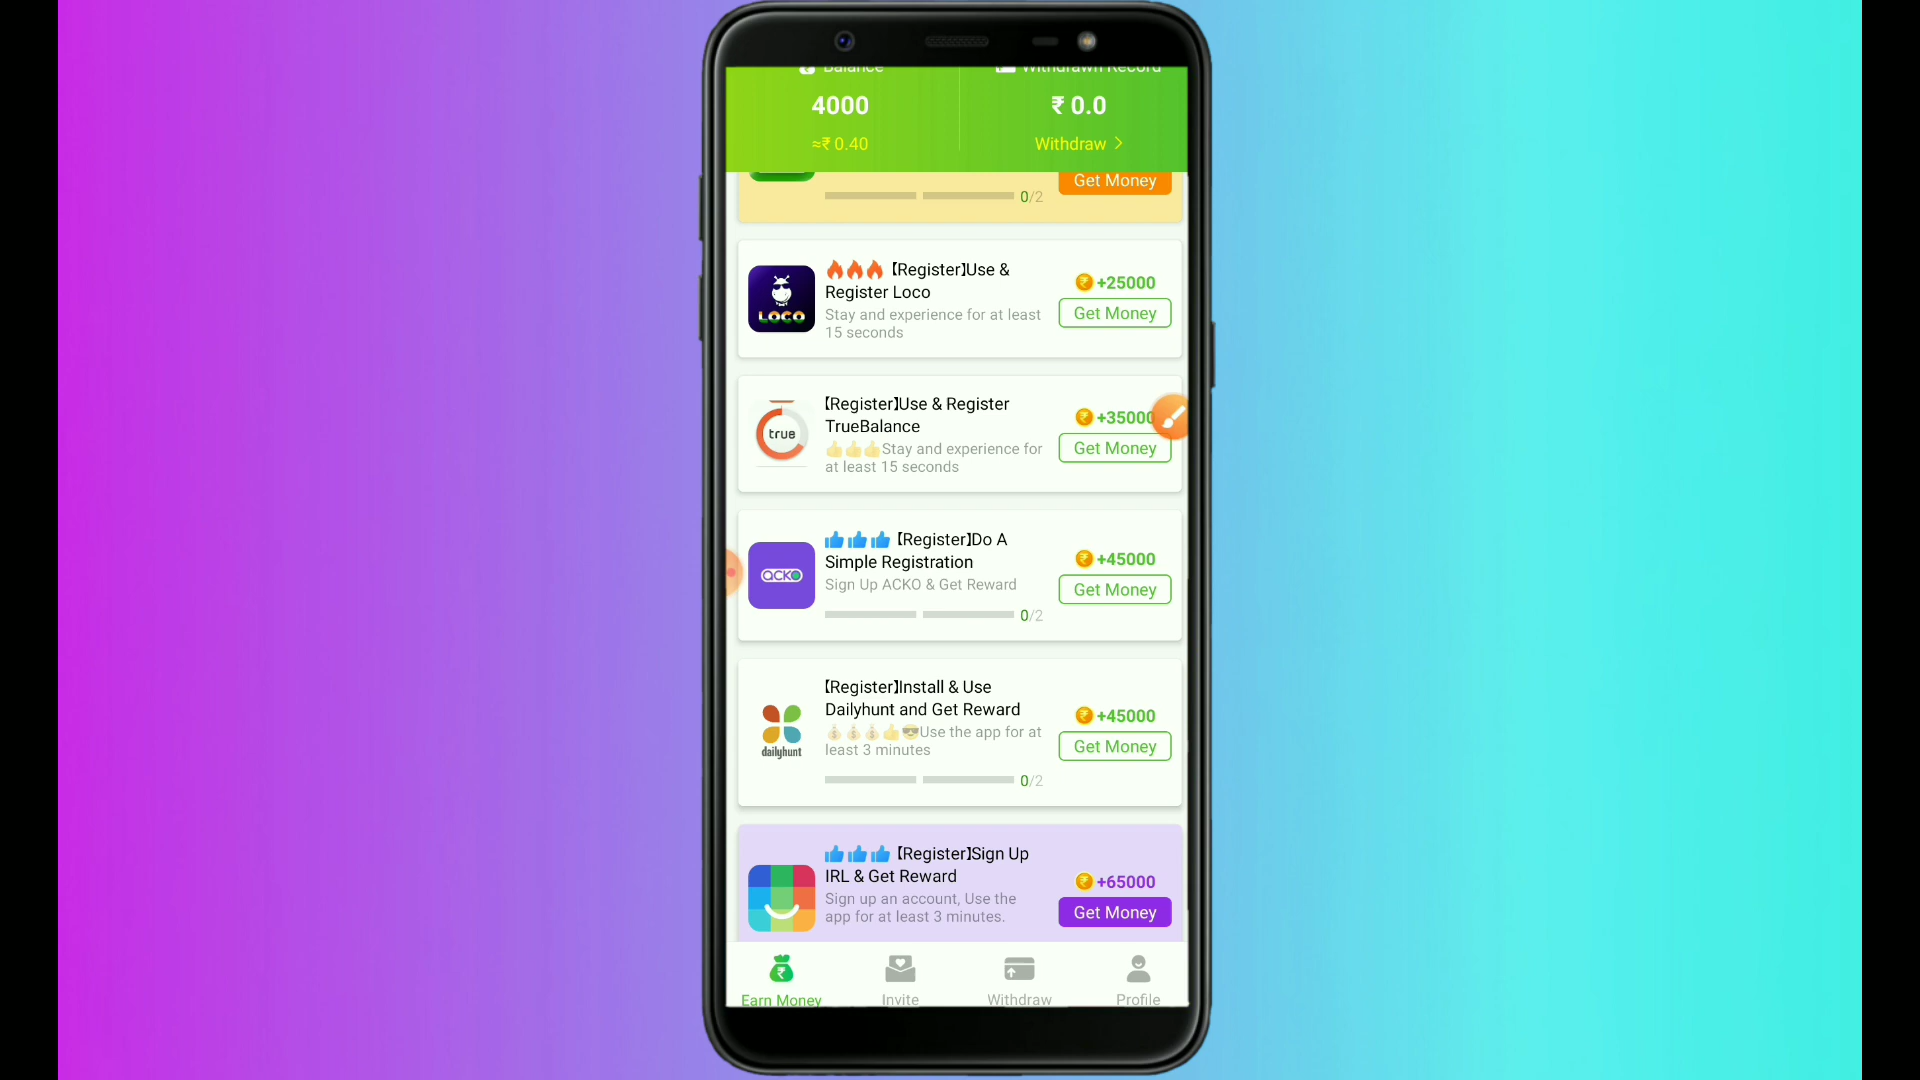 Balance
Withdrawn Record
4000
₹ 0.0
≈₹ 0.40
Withdraw >
Get Money
0/2
LOCO
🔥🔥🔥【Register】Use &
Register Loco
Stay and experience for at least
15 seconds
+25000
Get Money
true
【Register】Use & Register
TrueBalance
👍👍👍Stay and experience for
at least 15 seconds
+35000
Get Money
acko
👍👍👍【Register】Do A
Simple Registration
Sign Up ACKO & Get Reward
0/2
+45000
Get Money
dailyhunt
【Register】Install & Use
Dailyhunt and Get Reward
💰💰💰👍😎Use the app for at
least 3 minutes
0/2
+45000
Get Money
👍👍👍【Register】Sign Up
IRL & Get Reward
Sign up an account, Use the
app for at least 3 minutes.
+65000
Get Money
Earn Money
Invite
Withdraw
Profile